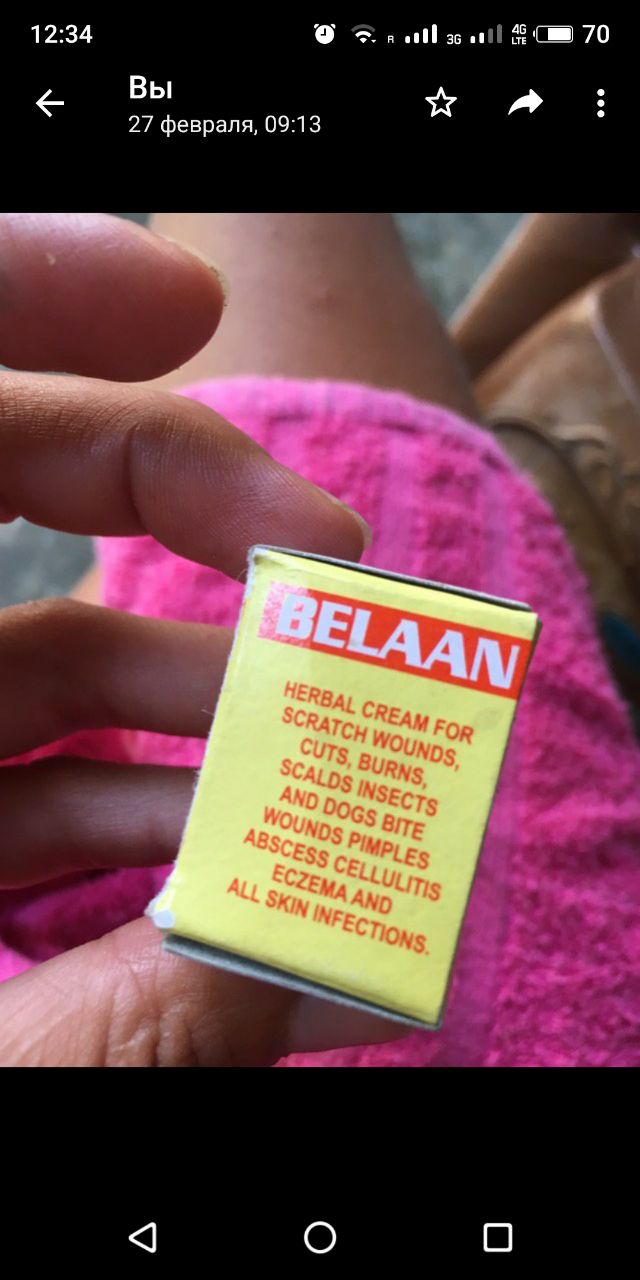 12:34
R
3G
4G
LTE
70
Вы
27 февраля, 09:13
BELAAN
HERBAL CREAM FOR
SCRATCH WOUNDS,
CUTS, BURNS,
SCALDS INSECTS
AND DOGS BITE
WOUNDS PIMPLES
ABSCESS CELLULITIS
ECZEMA AND
ALL SKIN INFECTIONS.